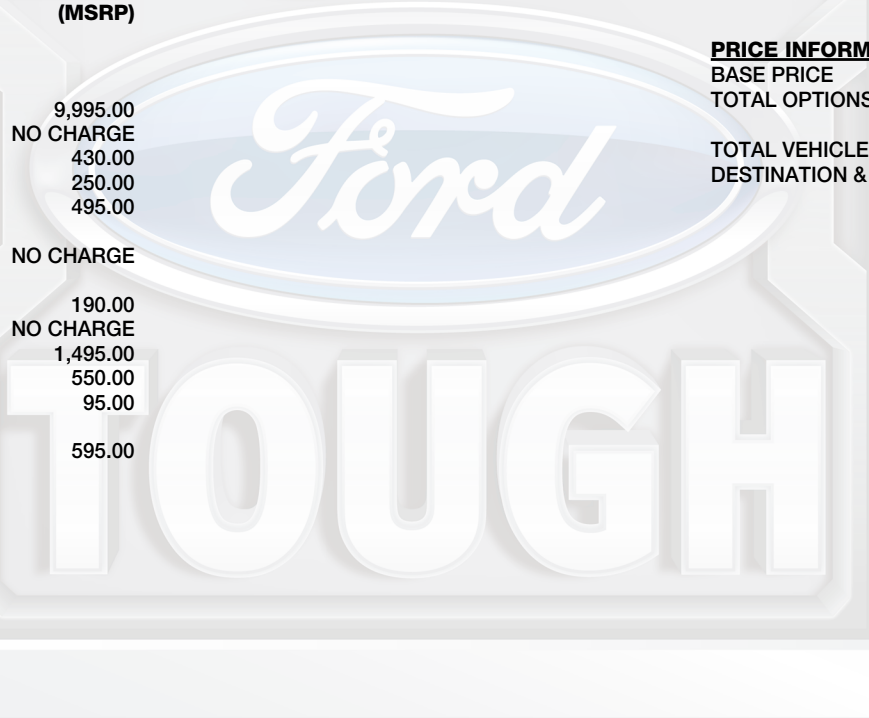 (MSRP)
9,995.00
NO CHARGE
430.00
250.00
495.00
NO CHARGE
190.00
NO CHARGE
1,495.00
550.00
95.00
595.00
PRICE INFORM
BASE PRICE
TOTAL OPTIONS
TOTAL VEHICLE
DESTINATION &
Ford
TOUGH